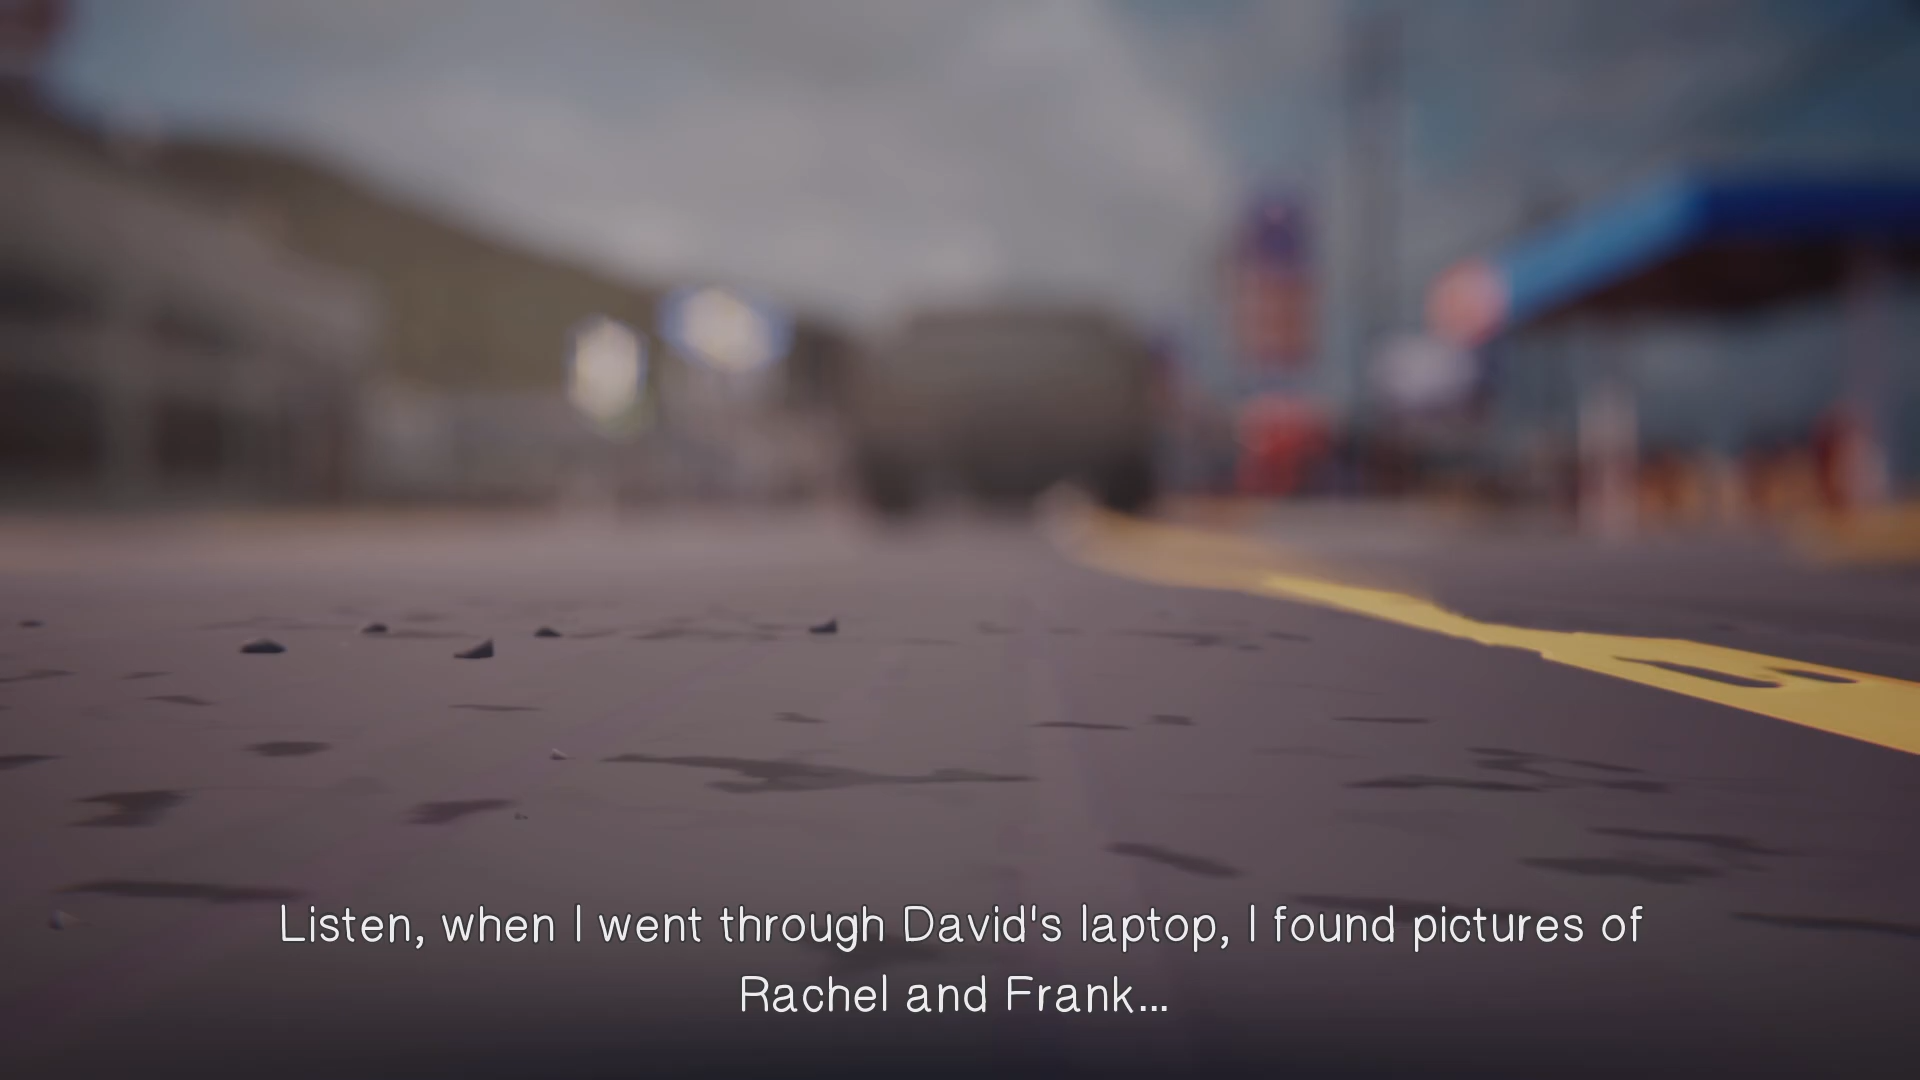 Listen, when I went through David's laptop, I found pictures of
Rachel and Frank...